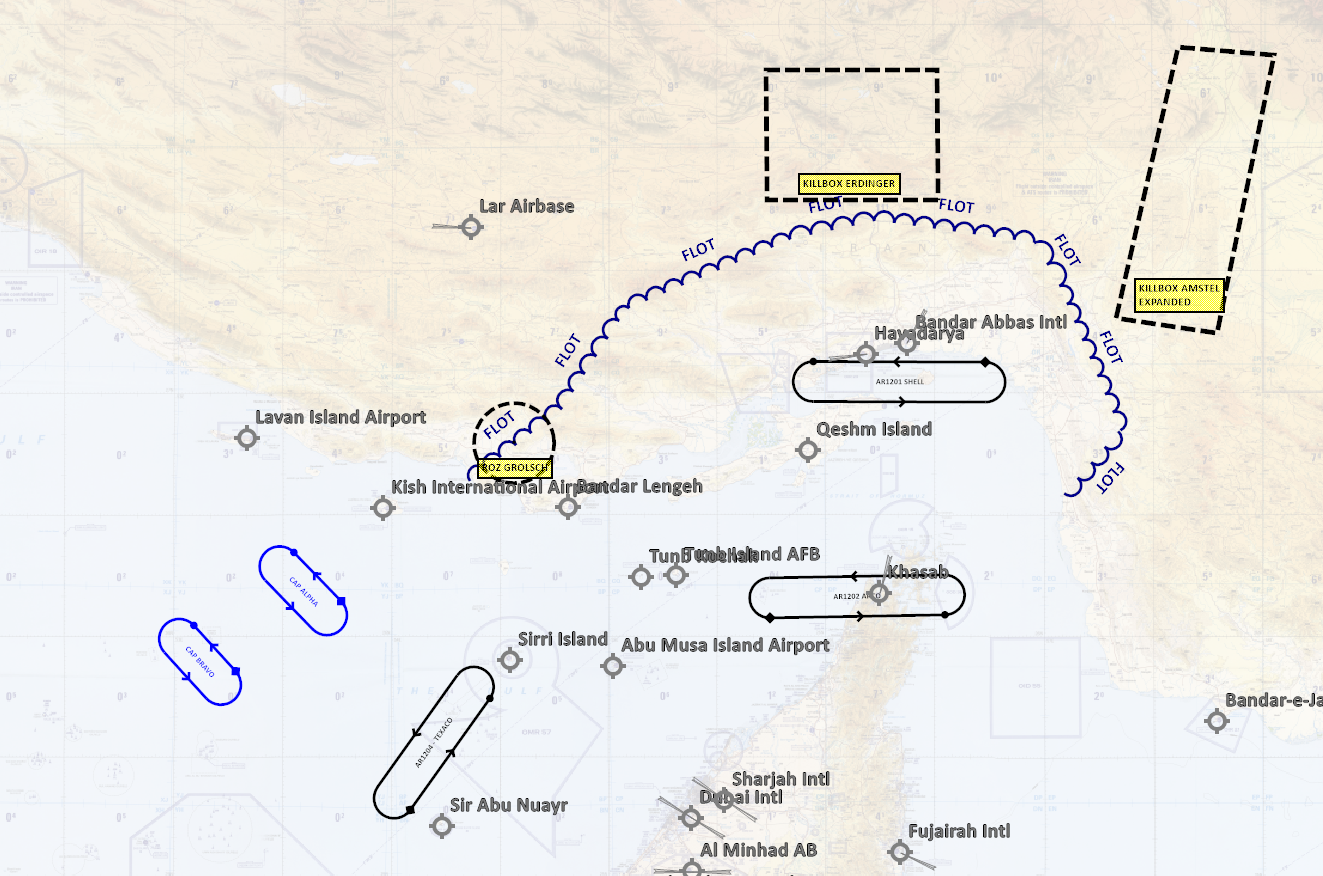 KILLBOX ERDINGER
Lar Airbase
FLOT
FLOT
FLOT
FLOT
KILLBOX AMSTEL
EXPANDED
Bandar Abbas Intl
Havadarya
FLOT
FLOT
AR1201 SHELL
Lavan Island Airport
FLOT
Qeshm Island
ROZ GROLSCH
FLOT
Kish International Airport
Bandar Lengeh
Tunb Kochak
Tunb Island AFB
Khasab
CAP ALPHA
AR1202
Sirri Island
Abu Musa Island Airport
CAP BRAVO
Bandar-e-Ja
AR1204 - TEXACO
Sharjah Intl
Dubai Intl
Sir Abu Nuayr
Fujairah Intl
Al Minhad AB